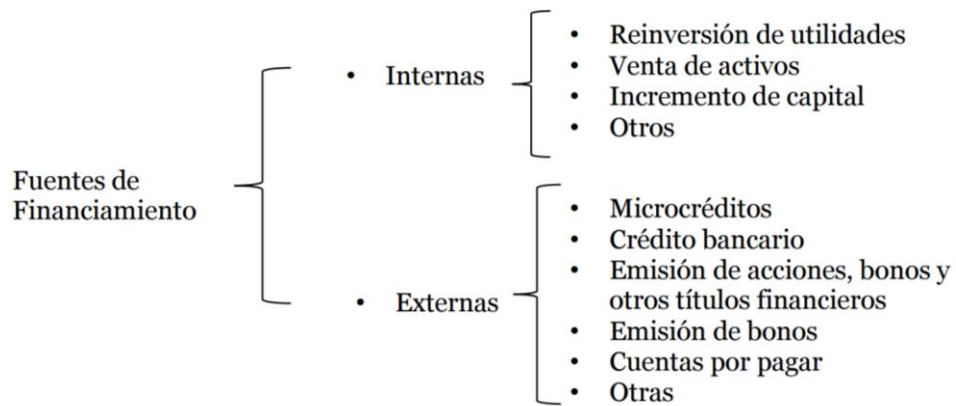 Fuentes de
Financiamiento
• Internas
• Reinversión de utilidades
• Venta de activos
• Incremento de capital
• Otros
• Externas
• Microcréditos
• Crédito bancario
• Emisión de acciones, bonos y
otros títulos financieros
• Emisión de bonos
• Cuentas por pagar
• Otras